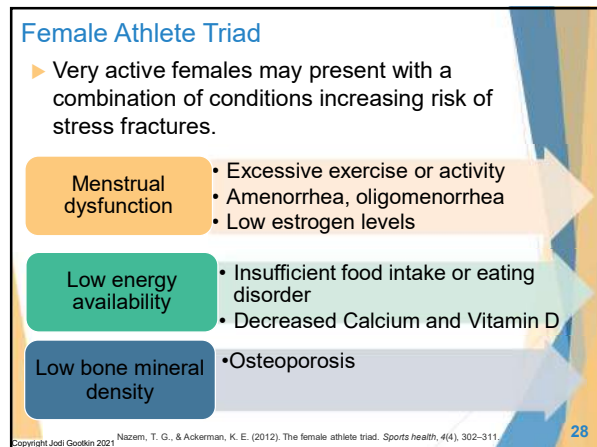 Female Athlete Triad
▶ Very active females may present with a
combination of conditions increasing risk of
stress fractures.
Menstrual
dysfunction
• Excessive exercise or activity
• Amenorrhea, oligomenorrhea
• Low estrogen levels
Low energy
availability
• Insufficient food intake or eating
disorder
• Decreased Calcium and Vitamin D
Low bone mineral
density
•Osteoporosis
Copyright Jodi Gootkin 2021
Nazem, T. G., & Ackerman, K. E. (2012). The female athlete triad. Sports health, 4(4), 302–311.
28